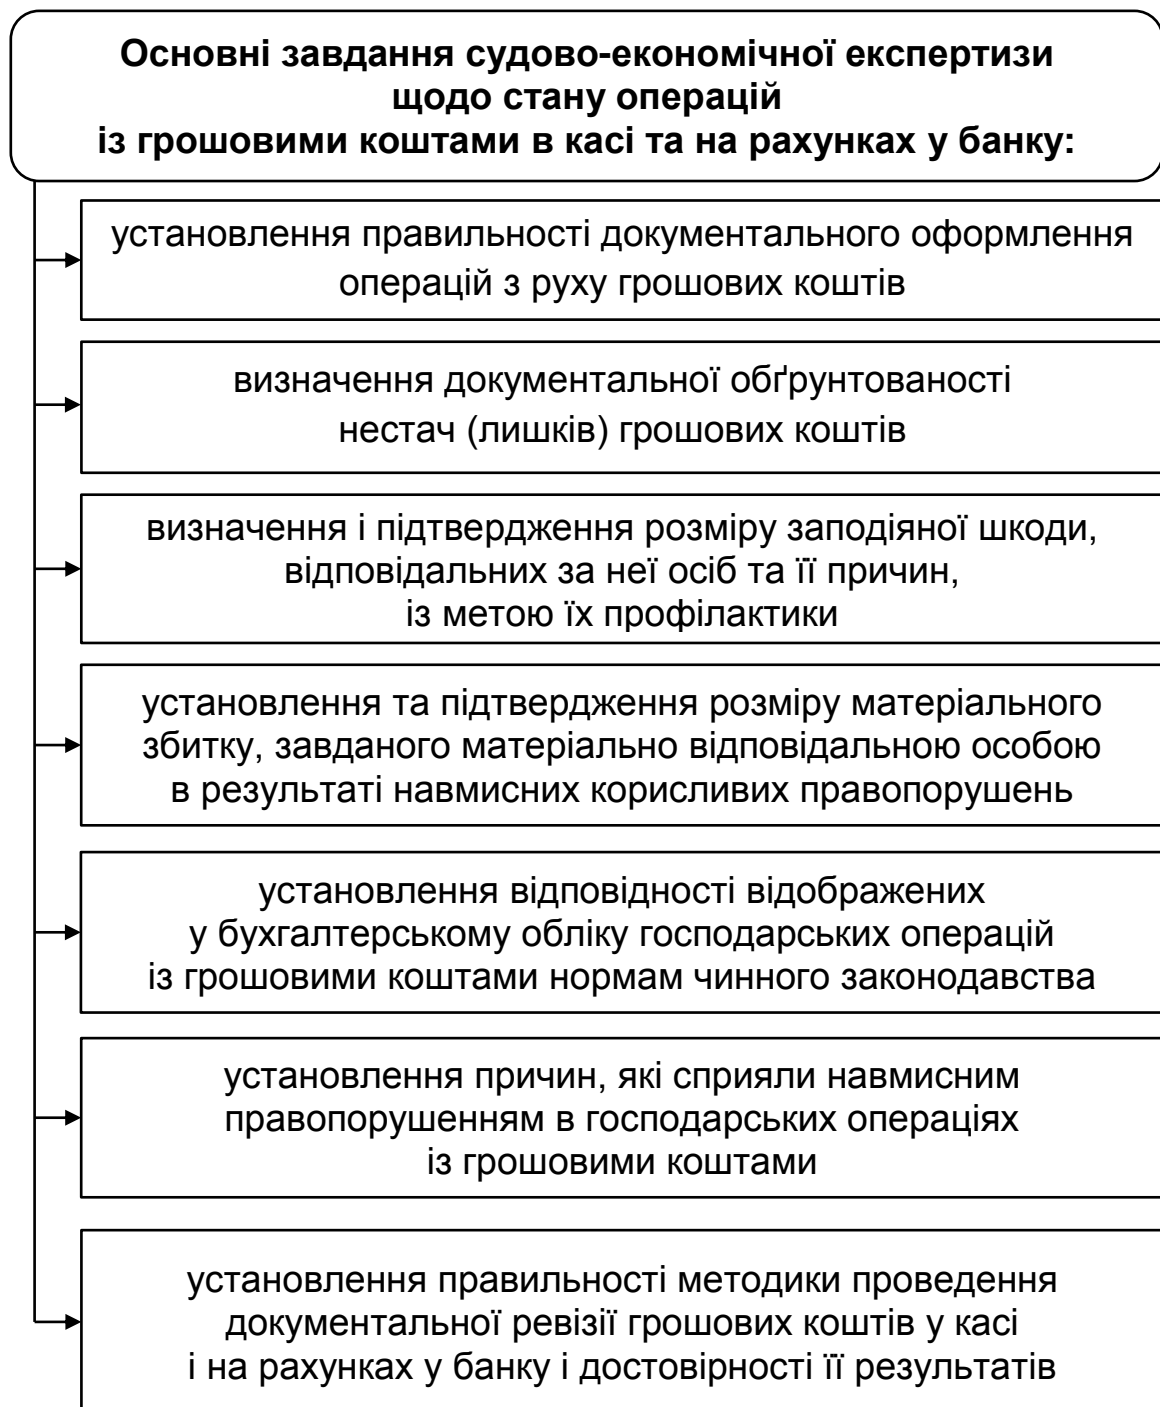 Основні завдання судово-економічної експертизи
щодо стану операцій
із грошовими коштами в касі та на рахунках у банку:
установлення правильності документального оформлення
операцій з руху грошових коштів
визначення документальної обґрунтованості
нестач (лишків) грошових коштів
визначення і підтвердження розміру заподіяної шкоди,
відповідальних за неї осіб та її причин,
із метою їх профілактики
установлення та підтвердження розміру матеріального
збитку, завданого матеріально відповідальною особою
в результаті навмисних корисливих правопорушень
установлення відповідності відображених
у бухгалтерському обліку господарських операцій
із грошовими коштами нормам чинного законодавства
установлення причин, які сприяли навмисним
правопорушенням в господарських операціях
із грошовими коштами
установлення правильності методики проведення
документальної ревізії грошових коштів у касі
і на рахунках у банку і достовірності її результатів